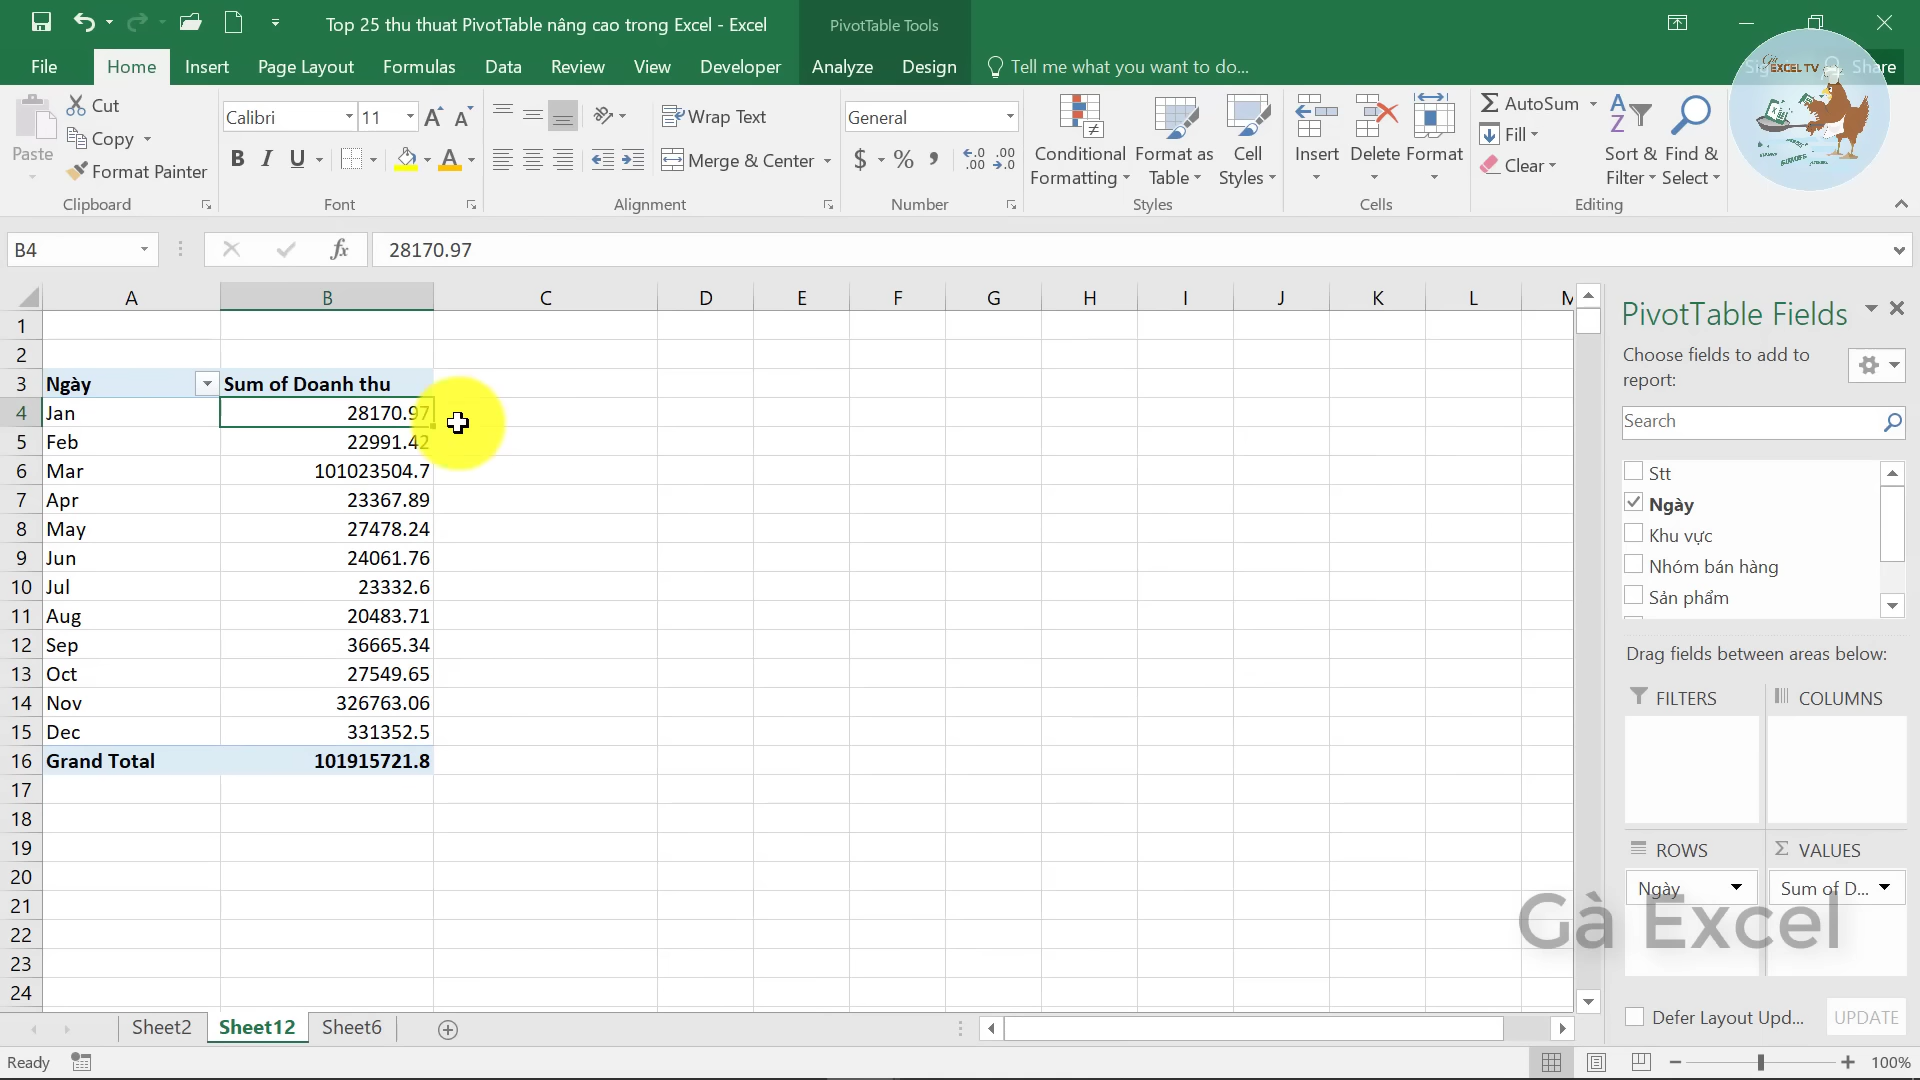 Top 25 thu thuat PivotTable nâng cao trong Excel - Excel
PivotTable Tools
File
Home
Insert
Page Layout
Formulas
Data
Review
View
Developer
Analyze
Design
Tell me what you want to do...
Share
EXCEL TV
Paste
Cut
Copy
Format Painter
Clipboard
Calibri
11
B I U
Font
Wrap Text
Merge & Center
Alignment
General
$ % ,
Number
Conditional Formatting
Format as Table
Cell Styles
Styles
Insert
Delete
Format
Cells
AutoSum
Fill
Clear
Sort & Filter
Find & Select
Editing
B4
fx
28170.97
A B C D E F G H I J K L M
1
2
3 Ngày Sum of Doanh thu
4 Jan 28170.97
5 Feb 22991.42
6 Mar 101023504.7
7 Apr 23367.89
8 May 27478.24
9 Jun 24061.76
10 Jul 23332.6
11 Aug 20483.71
12 Sep 36665.34
13 Oct 27549.65
14 Nov 326763.06
15 Dec 331352.5
16 Grand Total 101915721.8
17
18
19
20
21
22
23
24
PivotTable Fields
Choose fields to add to
report:
Search
Stt
Ngày
Khu vực
Nhóm bán hàng
Sản phẩm
Drag fields between areas below:
FILTERS
COLUMNS
ROWS
VALUES
Ngày
Sum of D...
Gà Excel
Defer Layout Upd...
UPDATE
Sheet2
Sheet12
Sheet6
Ready
100%